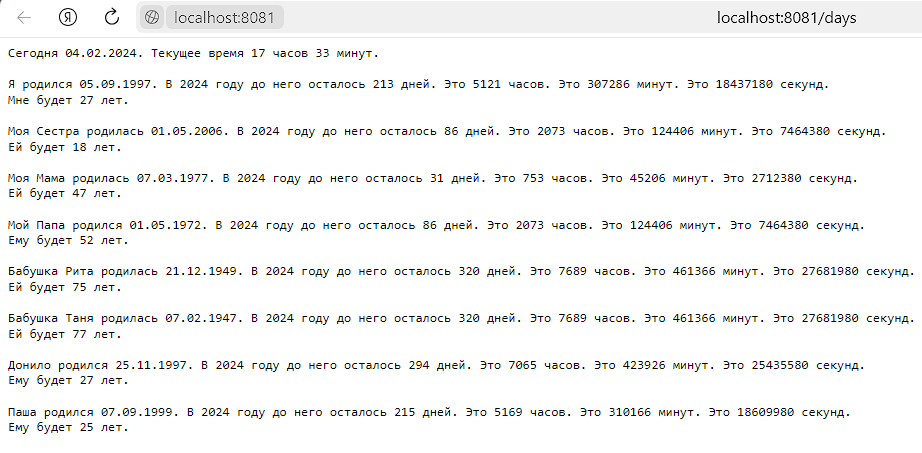 Я localhost:8081 localhost:8081/days
Сегодня 04.02.2024. Текущее время 17 часов 33 минут.
Я родился 05.09.1997. В 2024 году до него осталось 213 дней. Это 5121 часов. Это 307286 минут. Это 18437180 секунд.
Мне будет 27 лет.
Моя Сестра родилась 01.05.2006. В 2024 году до него осталось 86 дней. Это 2073 часов. Это 124406 минут. Это 7464380 секунд.
Ей будет 18 лет.
Моя Мама родилась 07.03.1977. В 2024 году до него осталось 31 дней. Это 753 часов. Это 45206 минут. Это 2712380 секунд.
Ей будет 47 лет.
Мой Папа родился 01.05.1972. В 2024 году до него осталось 86 дней. Это 2073 часов. Это 124406 минут. Это 7464380 секунд.
Ему будет 52 лет.
Бабушка Рита родилась 21.12.1949. В 2024 году до него осталось 320 дней. Это 7689 часов. Это 461366 минут. Это 27681980 секунд.
Ей будет 75 лет.
Бабушка Таня родилась 07.02.1947. В 2024 году до него осталось 320 дней. Это 7689 часов. Это 461366 минут. Это 27681980 секунд.
Ей будет 77 лет.
Донило родился 25.11.1997. В 2024 году до него осталось 294 дней. Это 7065 часов. Это 423926 минут. Это 25435580 секунд.
Ему будет 27 лет.
Паша родился 07.09.1999. В 2024 году до него осталось 215 дней. Это 5169 часов. Это 310166 минут. Это 18609980 секунд.
Ему будет 25 лет.